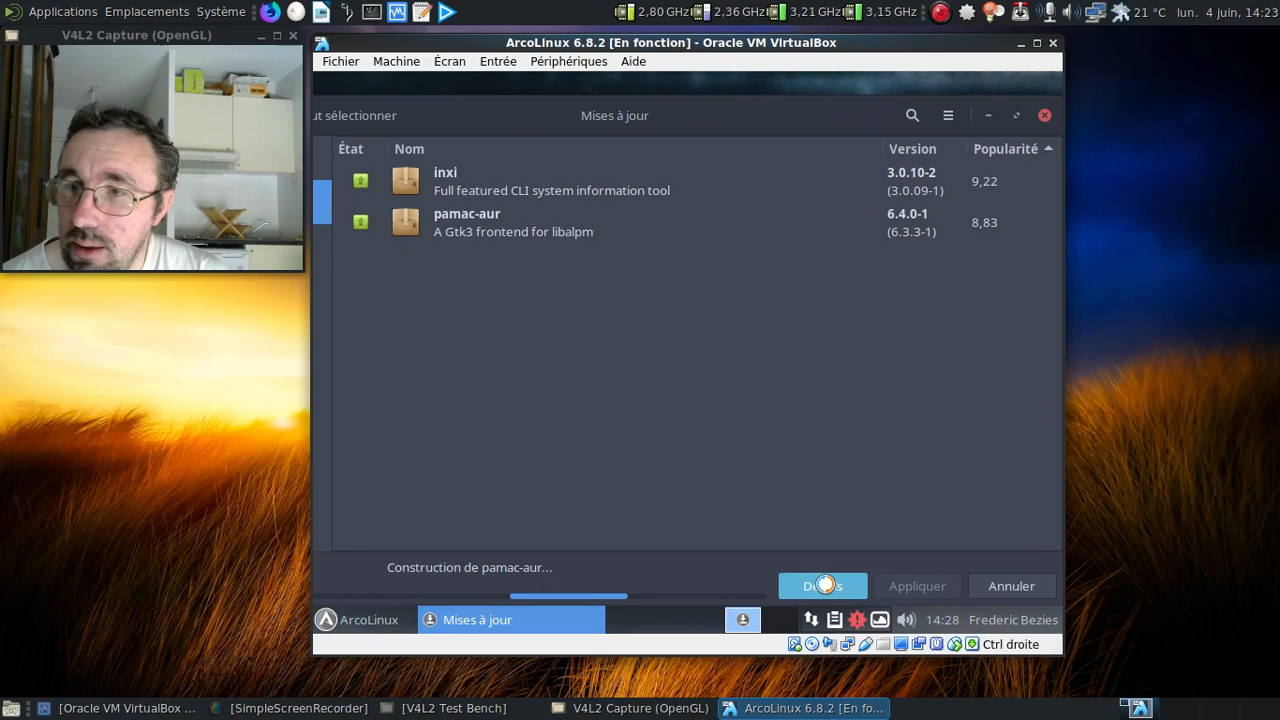 Applications Emplacements Système 2,80 GHz 2,36 GHz 3,21 GHz 3,15 GHz 21 °C lun. 4 juin, 14:23
V4L2 Capture (OpenGL)
ArcoLinux 6.8.2 [En fonction] - Oracle VM VirtualBox
Fichier Machine Écran Entrée Périphériques Aide
ut sélectionner Mises à jour
État Nom Version Popularité
inxi 3.0.10-2
Full featured CLI system information tool (3.0.09-1) 9,22
pamac-aur 6.4.0-1
A Gtk3 frontend for libalpm (6.3.3-1) 8,83
Construction de pamac-aur...
Appliquer Annuler
ArcoLinux Mises à jour 14:28 Frederic Bezies
Ctrl droite
[Oracle VM VirtualBox ... [SimpleScreenRecorder] [V4L2 Test Bench] V4L2 Capture (OpenGL) ArcoLinux 6.8.2 [En fo...